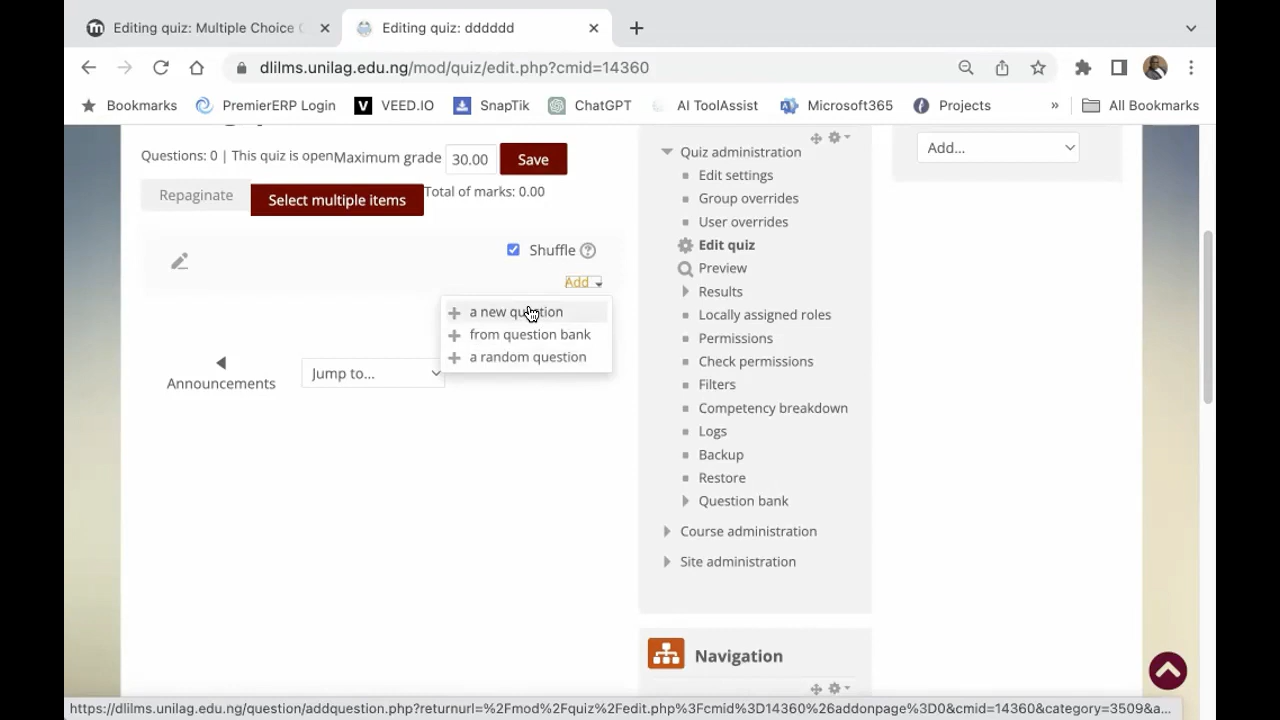 Editing quiz: Multiple Choice
Editing quiz: dddddd
dlilms.unilag.edu.ng/mod/quiz/edit.php?cmid=14360
Bookmarks
PremierERP Login
VEED.IO
SnapTik
ChatGPT
AI ToolAssist
Microsoft365
Projects
»
All Bookmarks
Questions: 0 | This quiz is open
Maximum grade 30.00 Save
Total of marks: 0.00
Repaginate
Select multiple items
Shuffle
Add
a new question
from question bank
a random question
Announcements
Jump to...
Quiz administration
Edit settings
Group overrides
User overrides
Edit quiz
Preview
Results
Locally assigned roles
Permissions
Check permissions
Filters
Competency breakdown
Logs
Backup
Restore
Question bank
Course administration
Site administration
Navigation
Add...
https://dlilms.unilag.edu.ng/question/addquestion.php?returnurl=%2Fmod%2Fquiz%2Fedit.php%3Fcmid%3D14360%26addonpage%3D0&cmid=14360&category=3509&a...